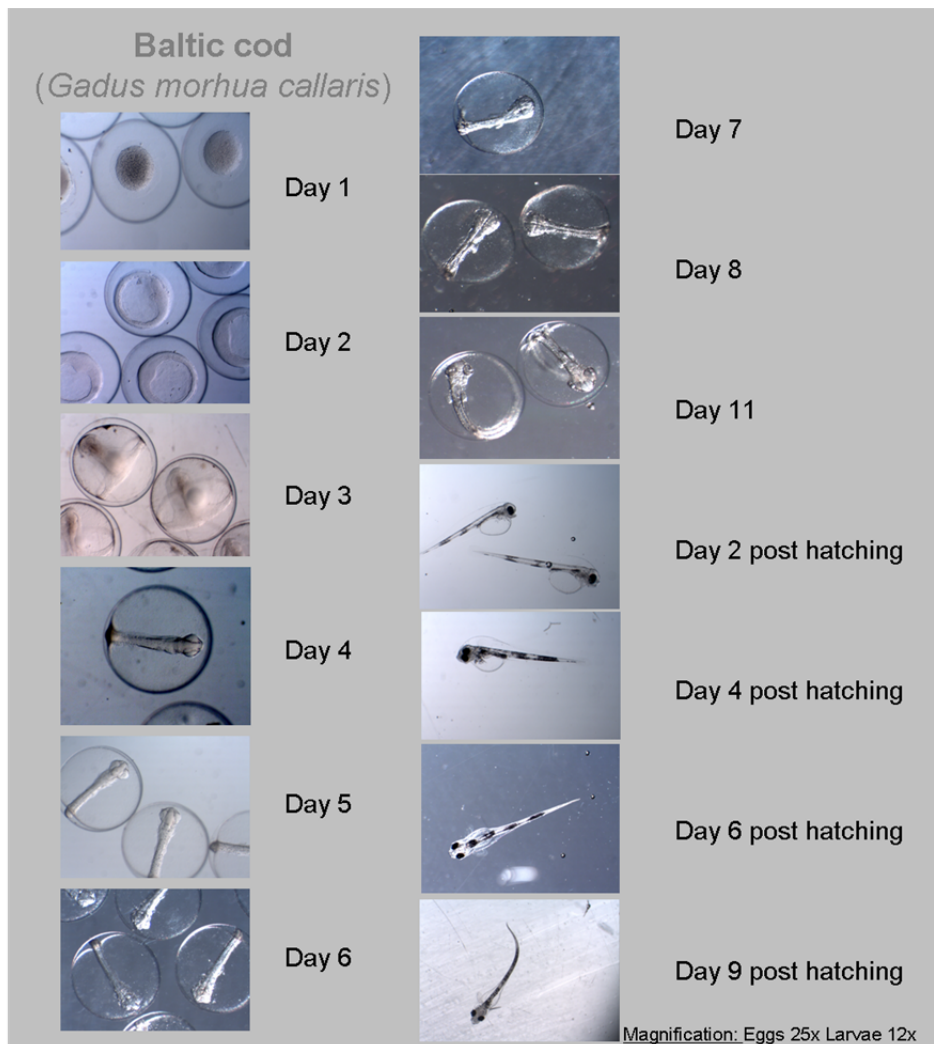 Baltic cod
(Gadus morhua callaris)
Day 1
Day 2
Day 3
Day 4
Day 5
Day 6
Day 7
Day 8
Day 11
Day 2 post hatching
Day 4 post hatching
Day 6 post hatching
Day 9 post hatching
Magnification: Eggs 25x Larvae 12x